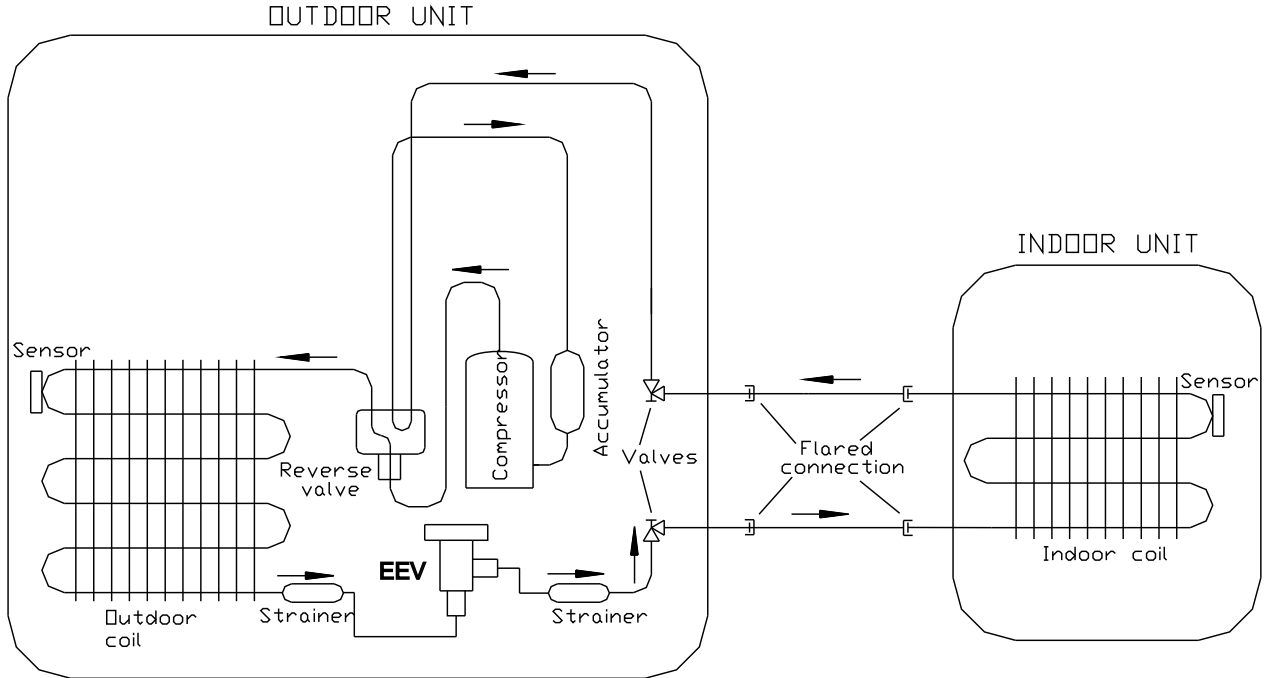 OUTDOOR UNIT
INDOOR UNIT
Sensor
Compressor
Accumulator
Sensor
Reverse
valve
Valves
Flared
connection
EEV
Indoor coil
Strainer
Strainer
Outdoor
coil